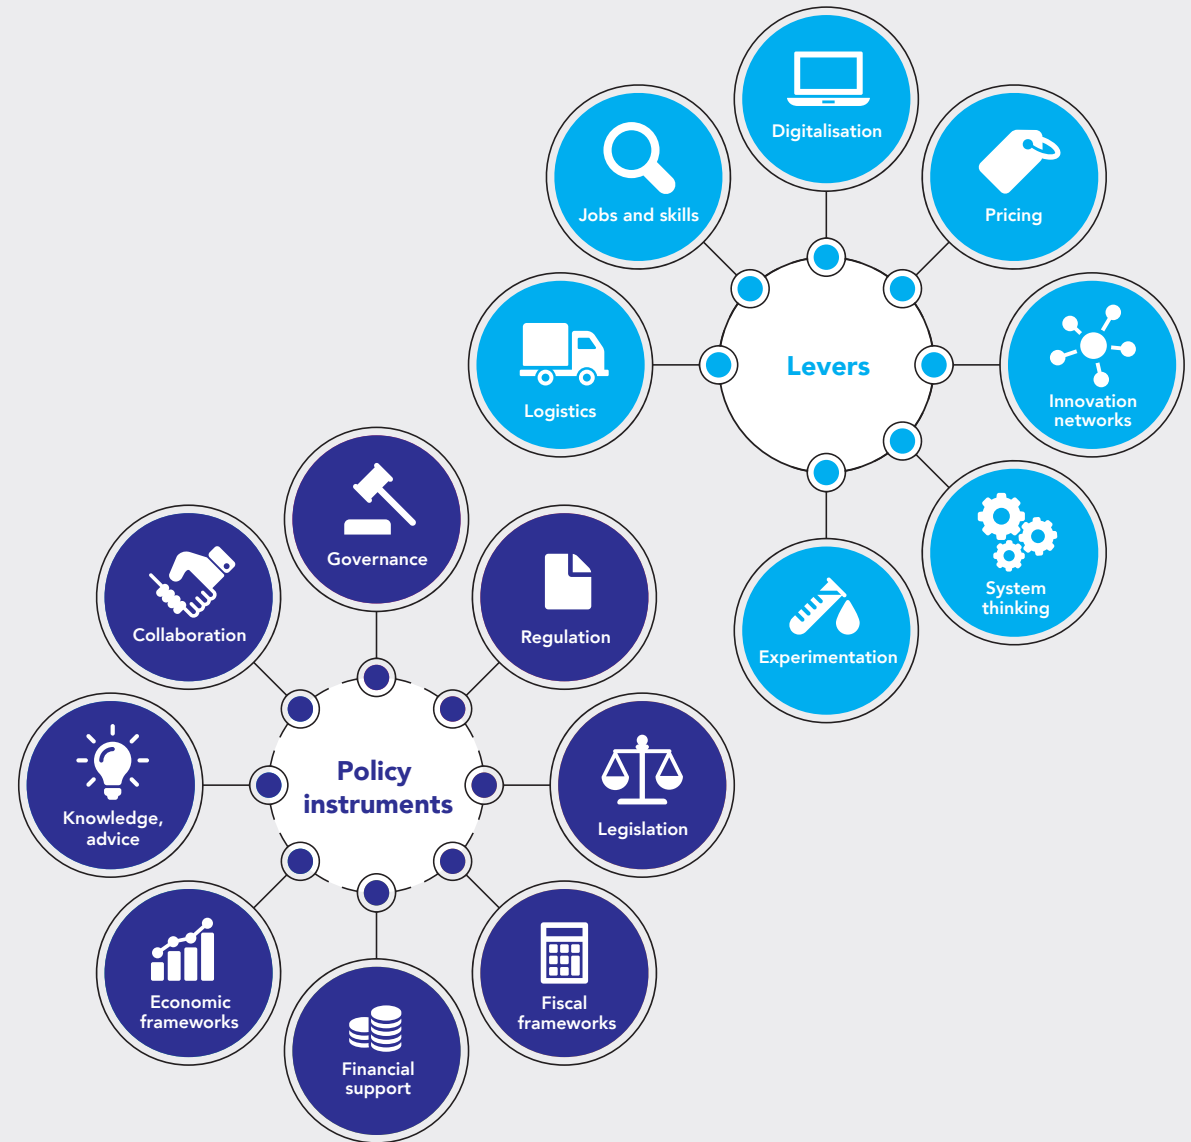 Digitalisation
Jobs and skills
Pricing
Logistics
Levers
Innovation
networks
System
thinking
Experimentation
Governance
Collaboration
Regulation
Knowledge,
advice
Policy
instruments
Legislation
Economic
frameworks
Fiscal
frameworks
Financial
support